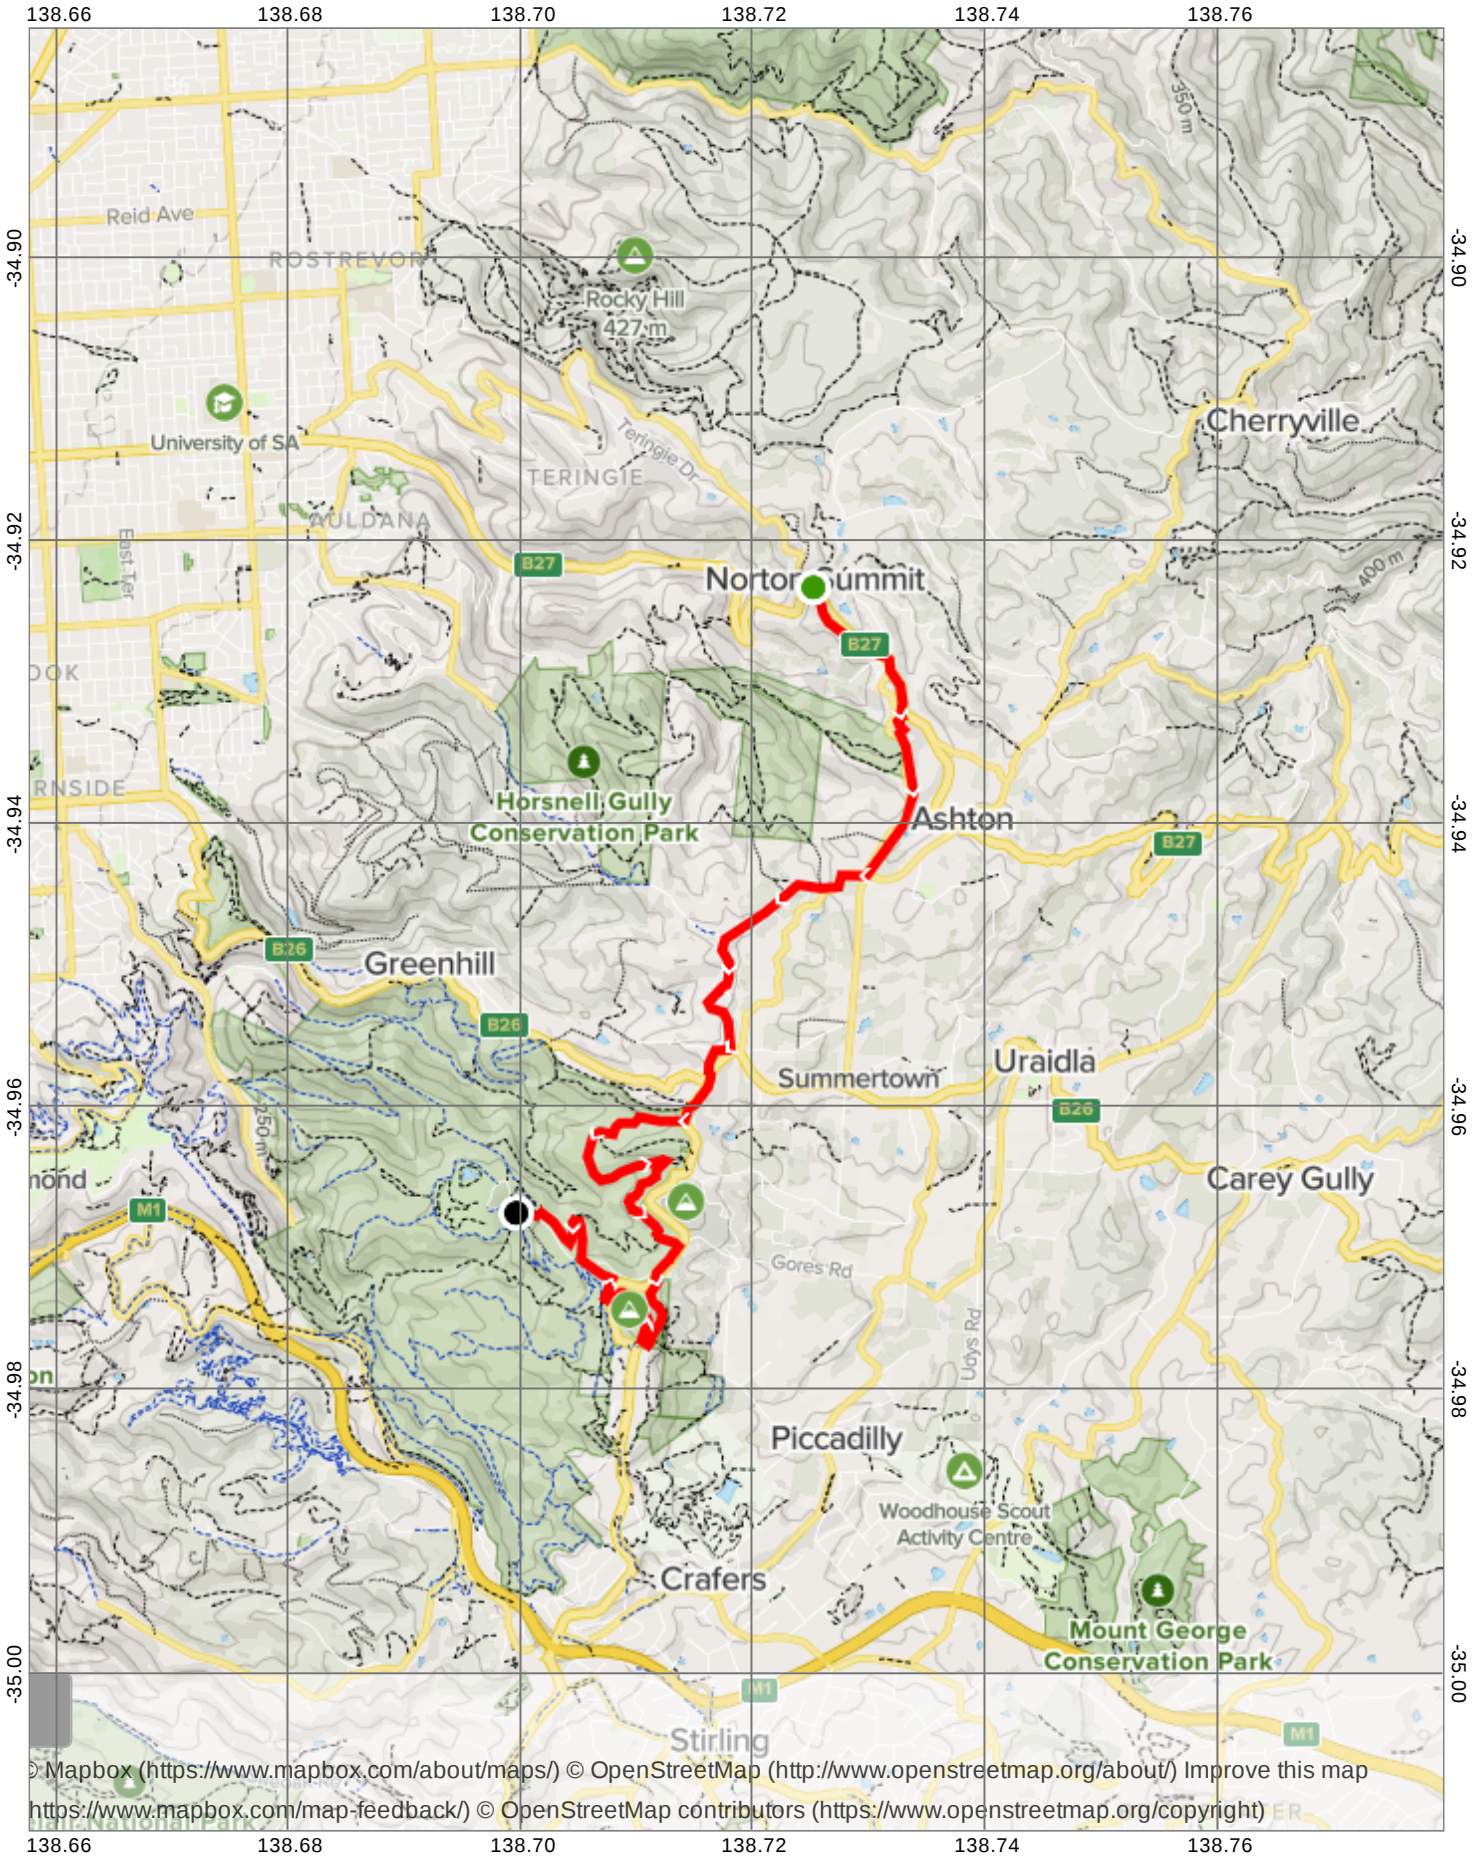 138.66 138.68 138.70 138.72 138.74 138.76
350 m
Reid Ave
-34.90
ROSTREVOR
-34.90
Rocky Hill
427 m
Cherryville
University of SA
Teringie Dr
TERINGIE
AULDANA
-34.92
East Ter
B27
Norton Summit
400 m
-34.92
B27
OOK
RNSIDE
Horsnell Gully
Conservation Park
-34.94
Ashton
B27
-34.94
B26
Greenhill
B26
Uraidla
Summertown
-34.96
250 m
B26
-34.96
mond
Carey Gully
M1
Gores Rd
Udys Rd
on
-34.98
-34.98
Piccadilly
Woodhouse Scout
Activity Centre
Crafers
Mount George
Conservation Park
-35.00
M1
-35.00
M1
Stirling
© Mapbox (https://www.mapbox.com/about/maps/) © OpenStreetMap (http://www.openstreetmap.org/about/) Improve this map
https://www.mapbox.com/map-feedback/) © OpenStreetMap contributors (https://www.openstreetmap.org/copyright)
lair National Park
ER
138.66 138.68 138.70 138.72 138.74 138.76